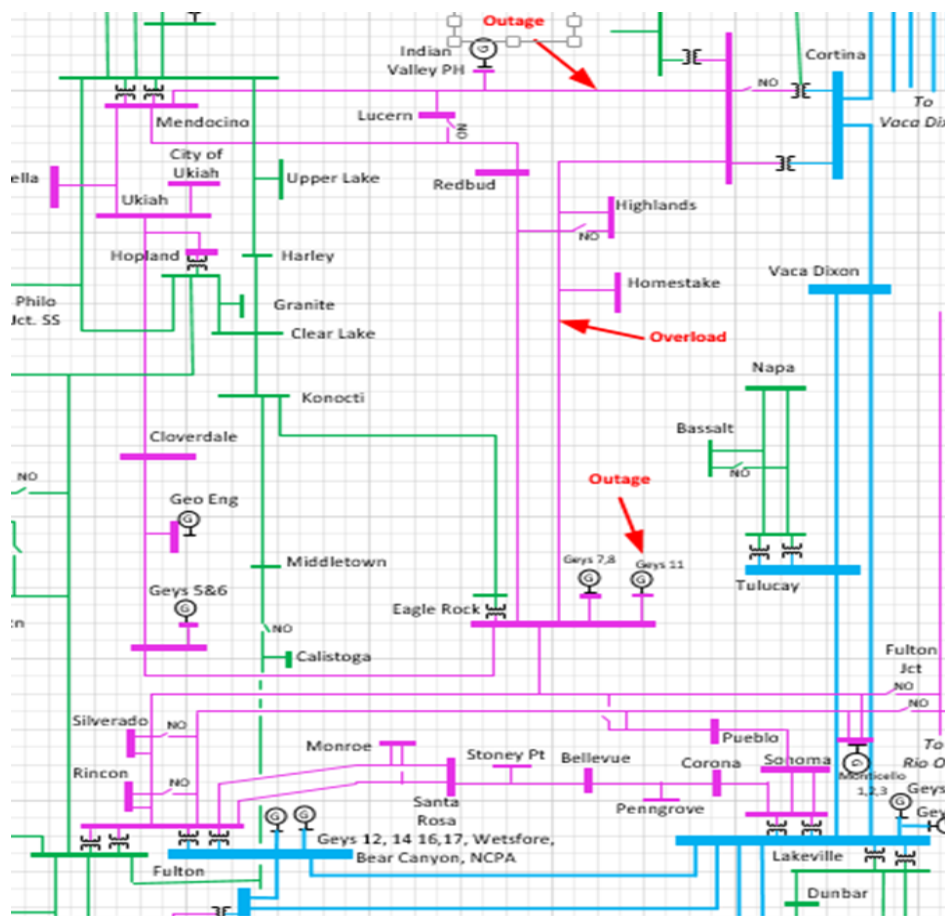 Outage
Indian
Valley PH
G
Cortina
NO
To
Vaca Dix
Mendocino
Lucern
NO
City of
Ukiah
ella
Upper Lake
Redbud
Ukiah
Highlands
NO
Hopland
Harley
Vaca Dixon
Homestake
Philo
Jct. SS
Granite
Clear Lake
Overload
Napa
Konocti
Bassalt
NO
Cloverdale
NO
Outage
Geo Eng
G
Middletown
Geys 7,8
G
Geys 11
G
Tulucay
Geys 5&6
G
Eagle Rock
NO
Calistoga
Fulton
Jct
NO
NO
Silverado
NO
Pueblo
To
Rio O
Monroe
Stoney Pt
Bellevue
Corona
Sonoma
G
Monticello
1,2,3
Rincon
NO
Penngrove
Geys
G
Gey
Santa
Rosa
G
G
Geys 12, 14 16,17, Wetsfore,
Bear Canyon, NCPA
Lakeville
Fulton
Dunbar